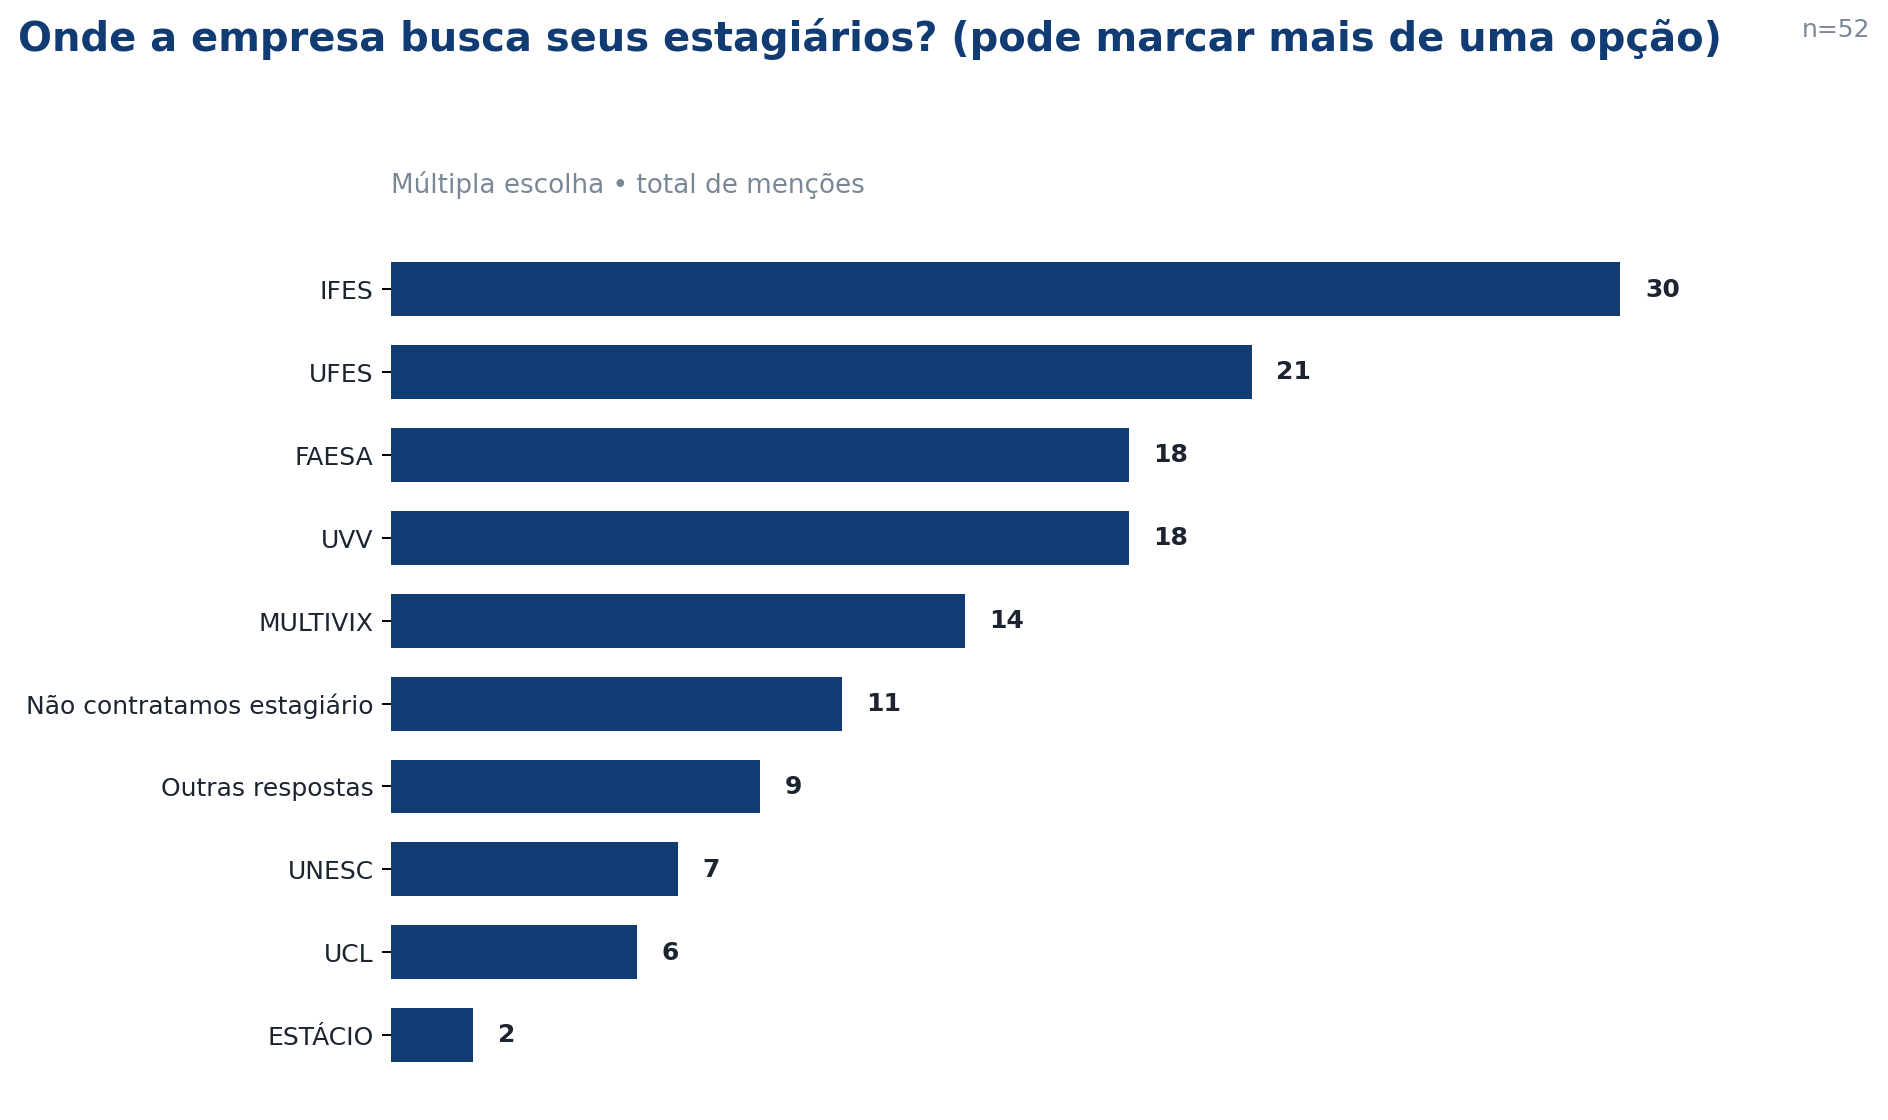 Onde a empresa busca seus estagiários? (pode marcar mais de uma opção)
n=52
Múltipla escolha • total de menções
IFES 30
UFES 21
FAESA 18
UVV 18
MULTIVIX 14
Não contratamos estagiário 11
Outras respostas 9
UNESC 7
UCL 6
ESTÁCIO 2